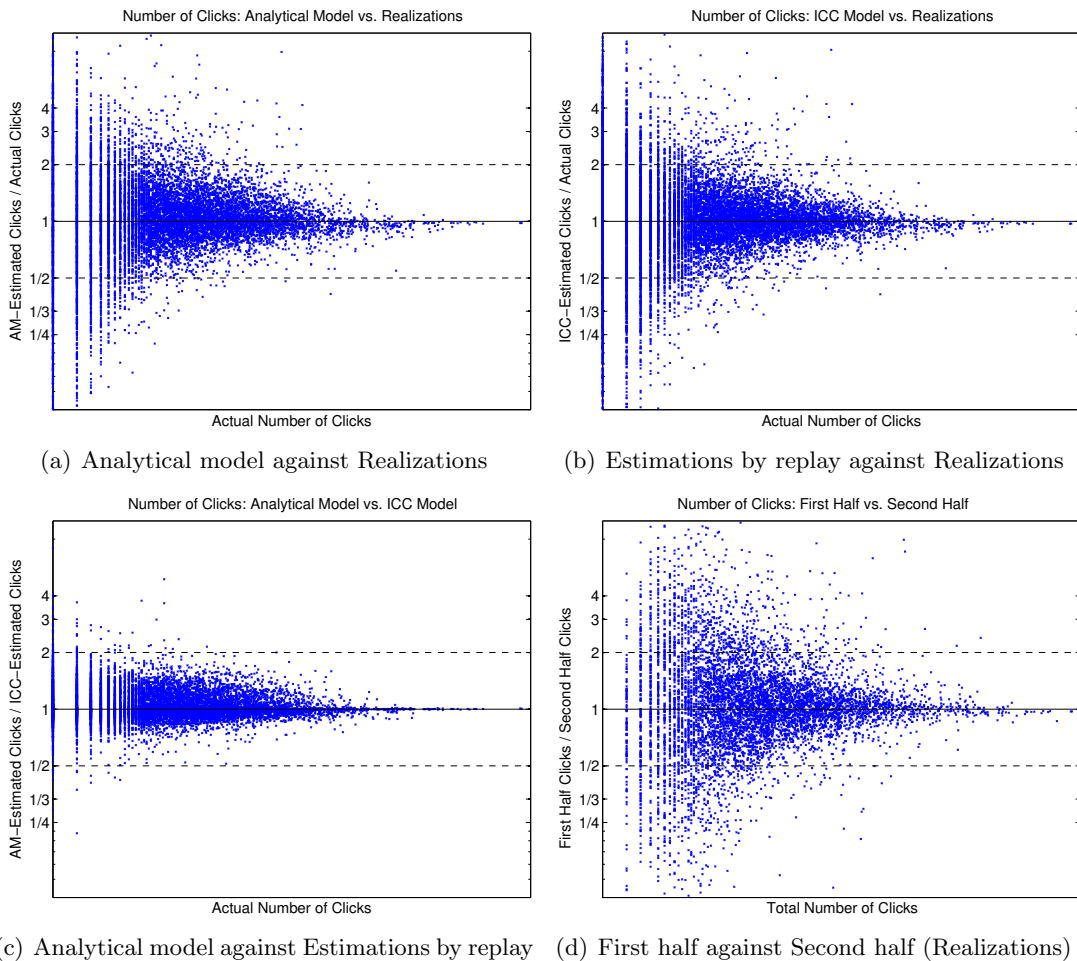 Number of Clicks: Analytical Model vs. Realizations
AM-Estimated Clicks / Actual Clicks
4
3
2
1
1/2
1/3
1/4
Actual Number of Clicks
(a) Analytical model against Realizations
Number of Clicks: ICC Model vs. Realizations
ICC-Estimated Clicks / Actual Clicks
4
3
2
1
1/2
1/3
1/4
Actual Number of Clicks
(b) Estimations by replay against Realizations
Number of Clicks: Analytical Model vs. ICC Model
AM-Estimated Clicks / ICC-Estimated Clicks
4
3
2
1
1/2
1/3
1/4
Actual Number of Clicks
(c) Analytical model against Estimations by replay
Number of Clicks: First Half vs. Second Half
First Half Clicks / Second Half Clicks
4
3
2
1
1/2
1/3
1/4
Total Number of Clicks
(d) First half against Second half (Realizations)